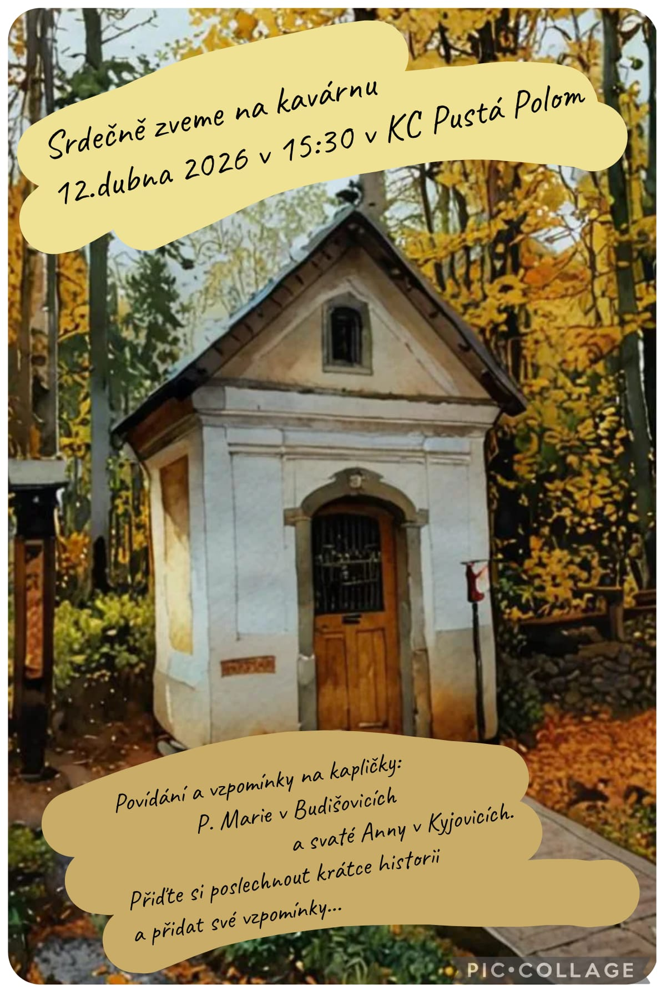 Srdečně zveme na kavárnu
12.dubna 2026 v 15:30 v KC Pustá Polom
Povídání a vzpomínky na kapličky:
P. Marie v Budišovicích
a svaté Anny v Kyjovicích.
Přiďte si poslechnout krátce historii
a přidat své vzpomínky...
PIC•COLLAGE